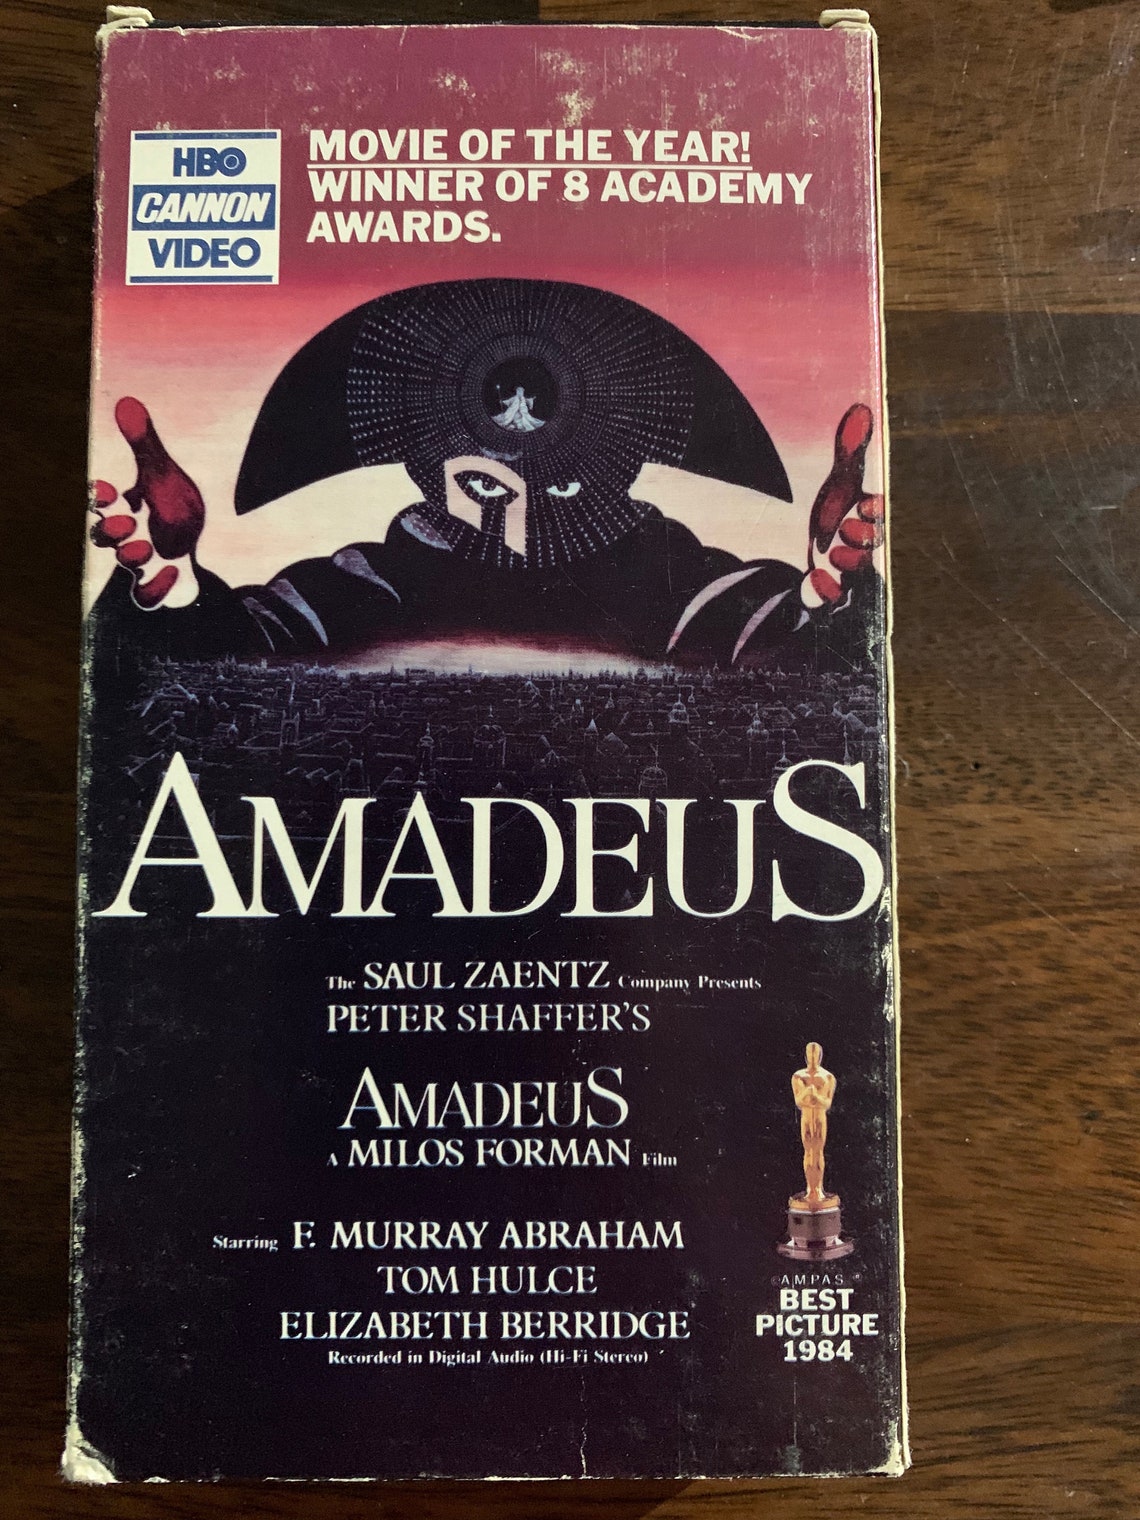 HBO
CANNON
VIDEO
MOVIE OF THE YEAR!
WINNER OF 8 ACADEMY
AWARDS.
AMADEUS
The SAUL ZAENTZ Company Presents
PETER SHAFFER'S
AMADEUS
A MILOS FORMAN Film
Starring F. MURRAY ABRAHAM
TOM HULCE
ELIZABETH BERRIDGE
Recorded in Digital Audio (Hi-Fi Stereo)
©AMPAS®
BEST
PICTURE
1984